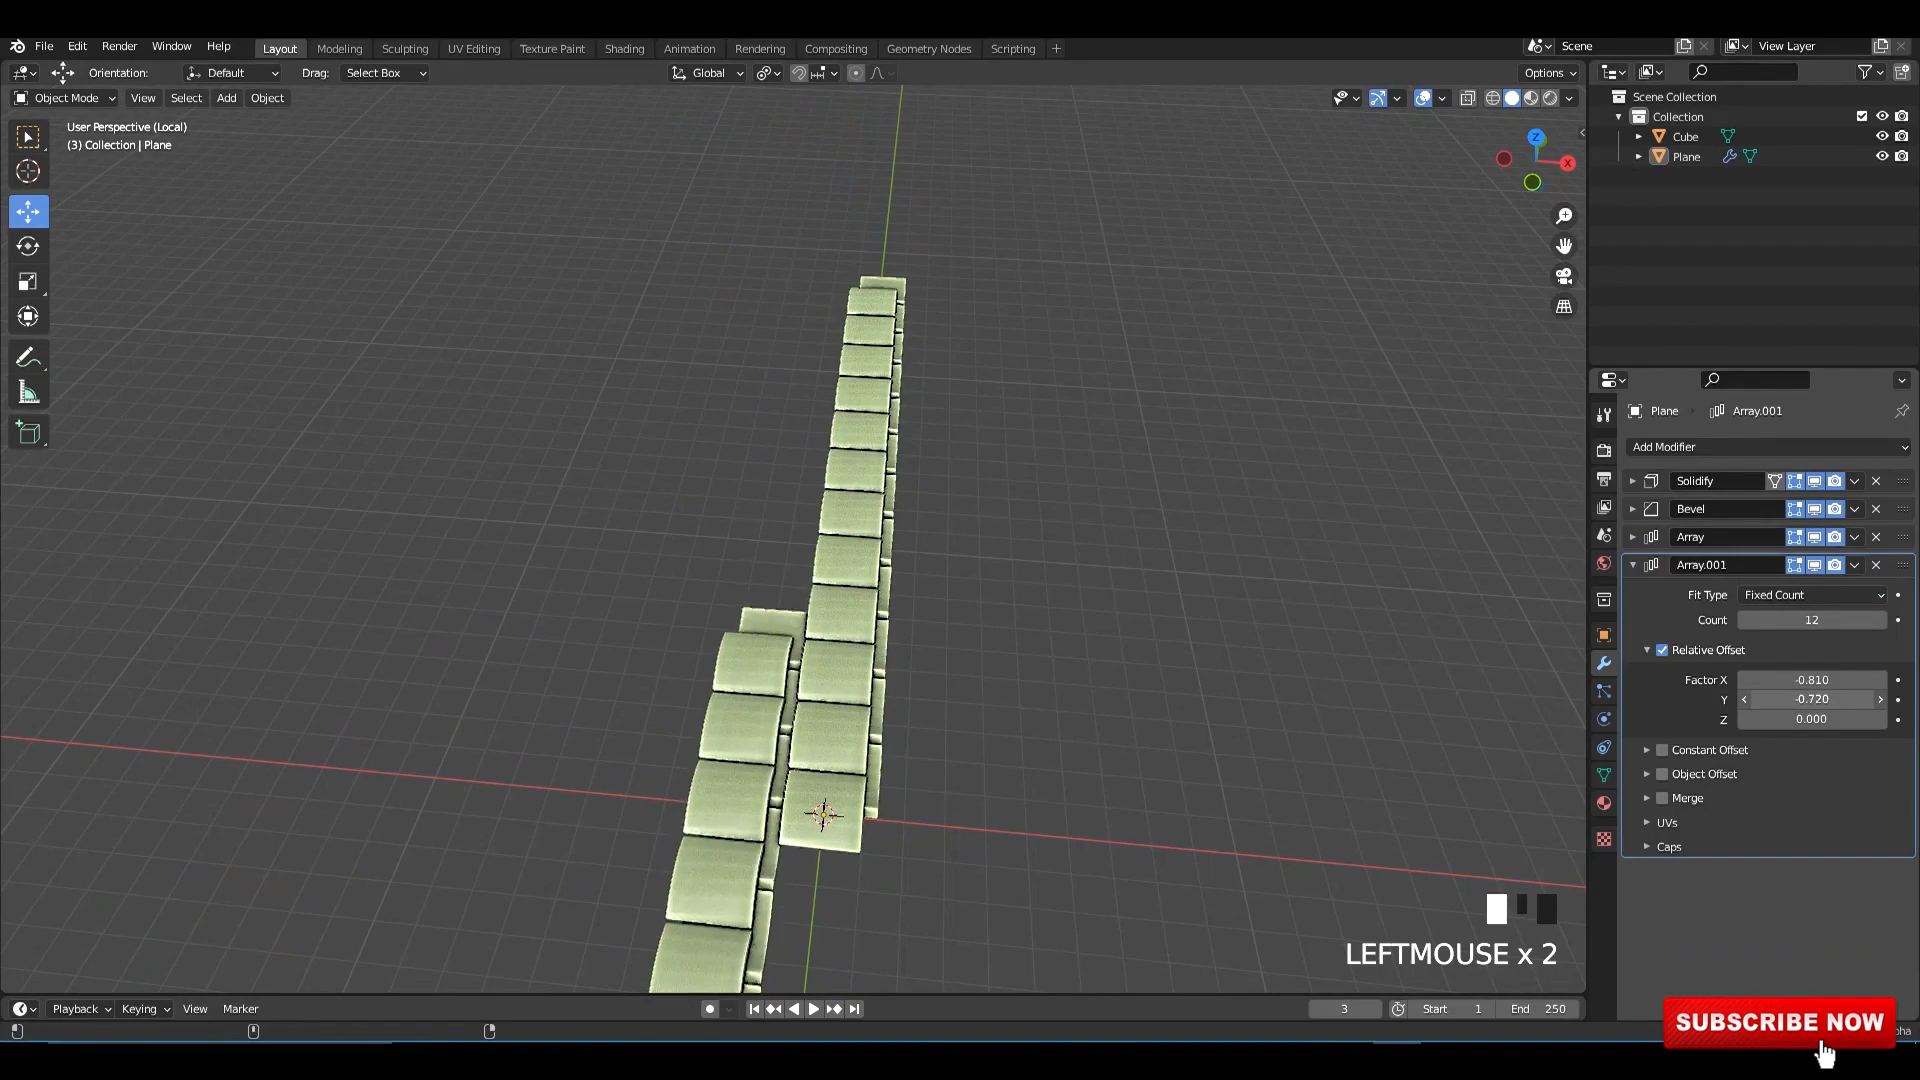 File Edit Render Window Help Layout Modeling Sculpting UV Editing Texture Paint Shading Animation Rendering Compositing Geometry Nodes Scripting + Scene View Layer
Orientation: Default Drag: Select Box Global Options
Object Mode View Select Add Object
User Perspective (Local)
(3) Collection | Plane
Z
X
Scene Collection
Collection
Cube
Plane
Plane Array.001
Add Modifier
Solidify
Bevel
Array
Array.001
Fit Type Fixed Count
Count 12
Relative Offset
Factor X -0.810
Y -0.720
Z 0.000
Constant Offset
Object Offset
Merge
UVs
Caps
LEFTMOUSE x 2
Playback Keying View Marker 3 Start 1 End 250
SUBSCRIBE NOW